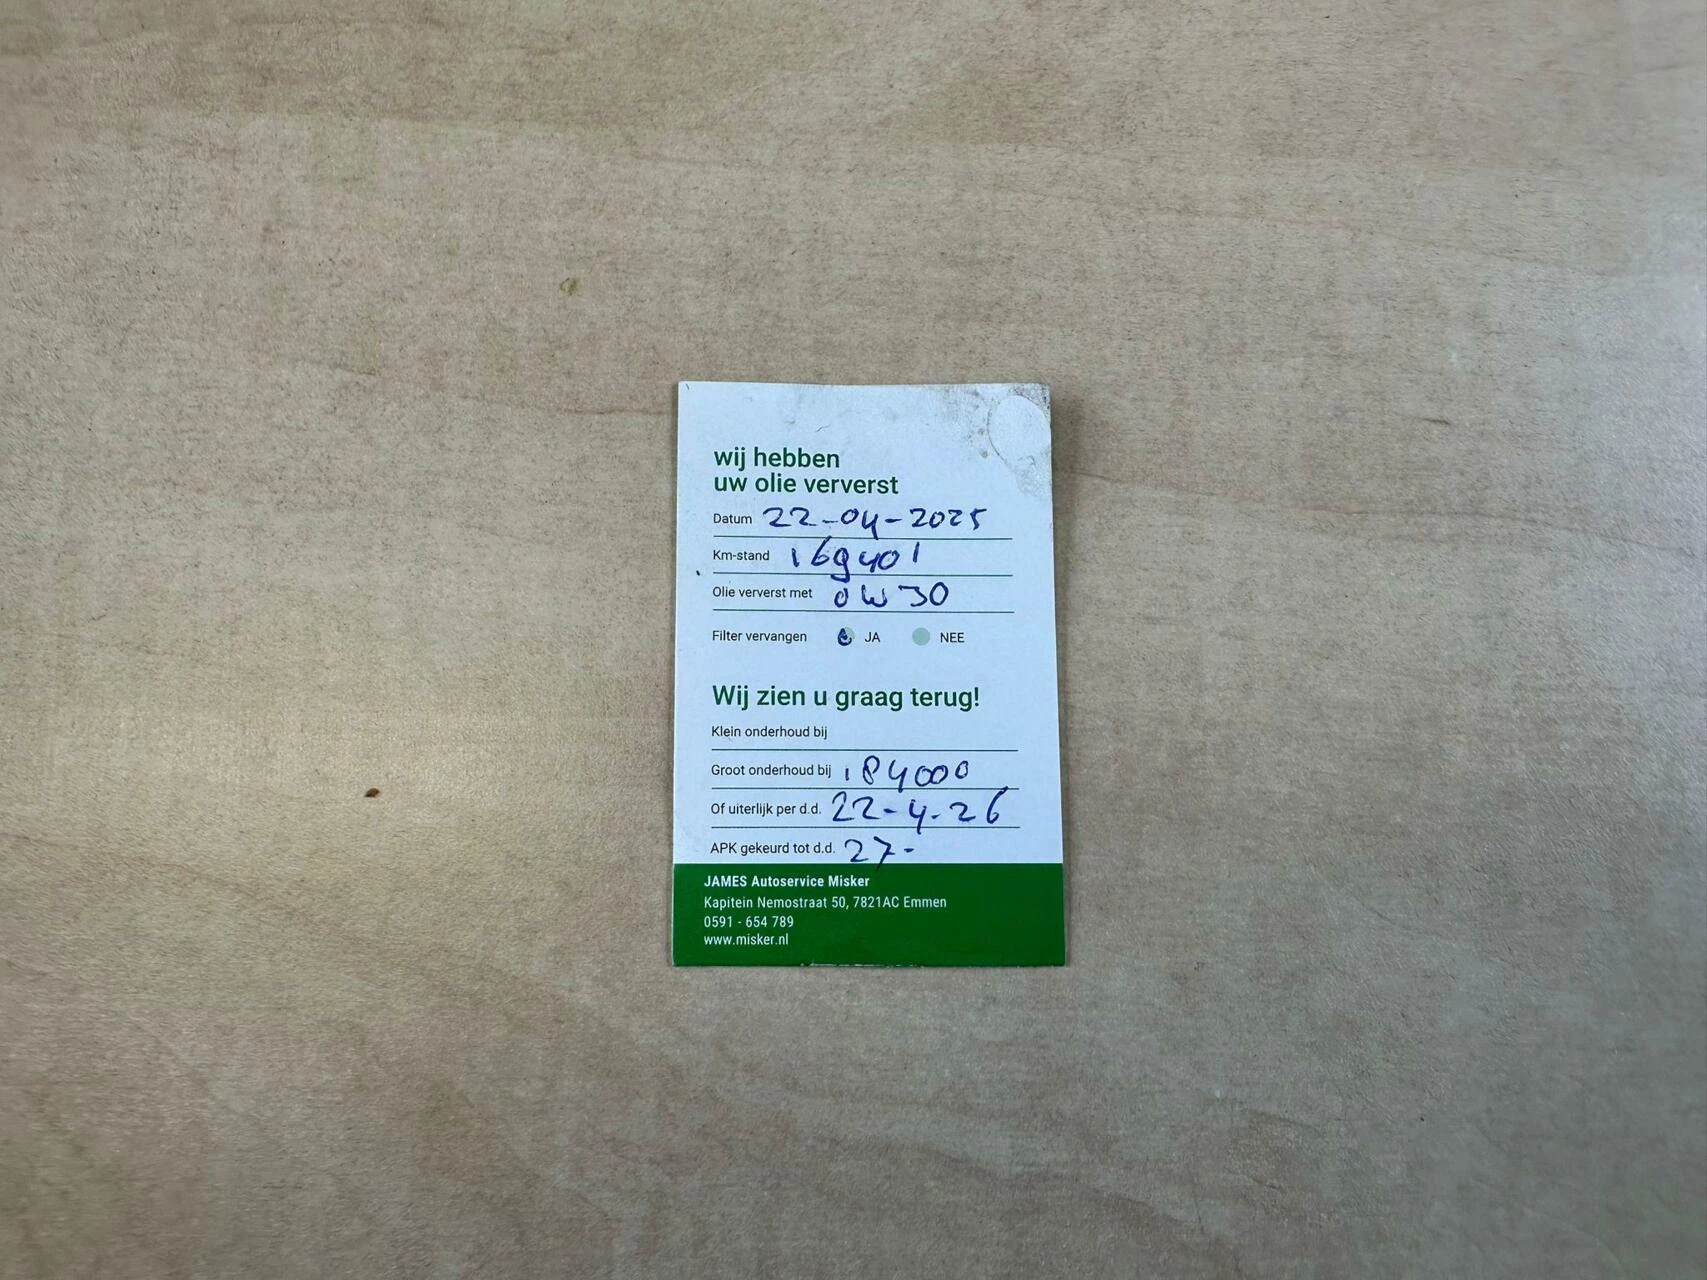 wij hebben
uw olie ververst
Datum 22-04-2025
Km-stand 169401
Olie ververst met 0W30
Filter vervangen JA NEE
Wij zien u graag terug!
Klein onderhoud bij
Groot onderhoud bij 184000
Of uiterlijk per d.d. 22-4-26
APK gekeurd tot d.d. 27-
JAMES Autoservice Misker
Kapitein Nemostraat 50, 7821AC Emmen
0591 - 654 789
www.misker.nl